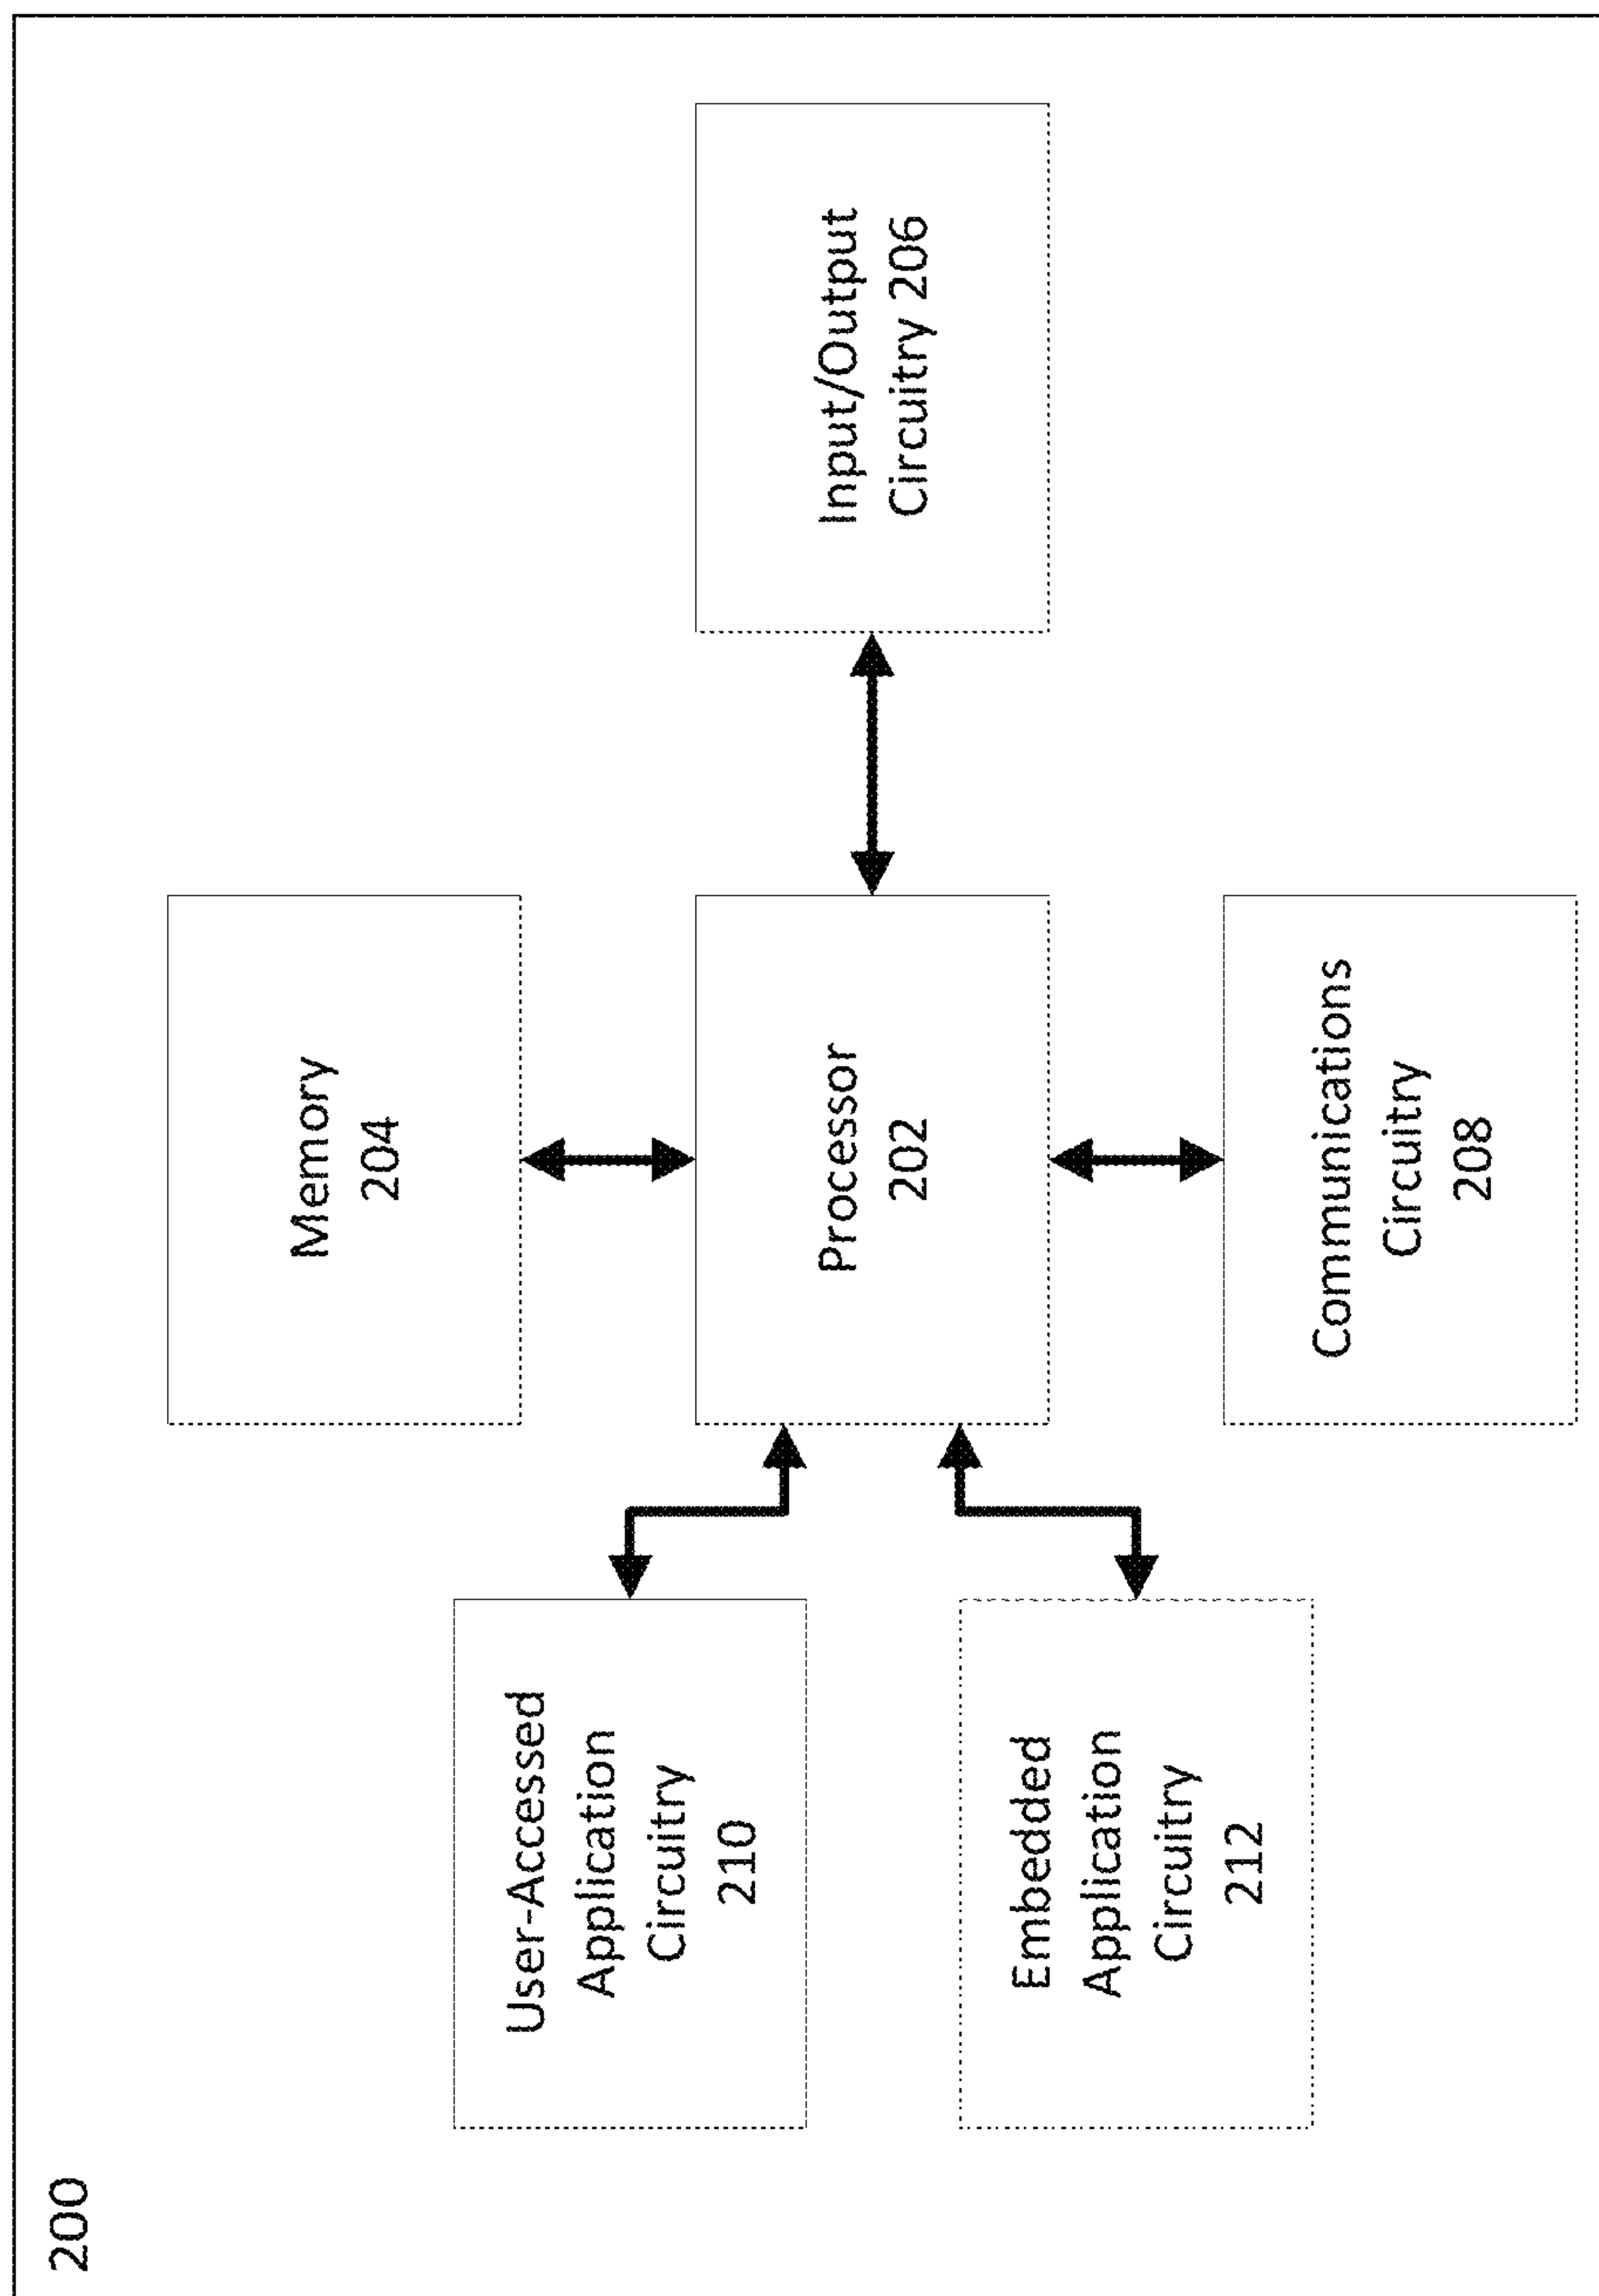 200
Memory
204
User-Accessed
Application
Circuitry
210
Processor
202
Input/Output
Circuitry 206
Embedded
Application
Circuitry
212
Communications
Circuitry
208